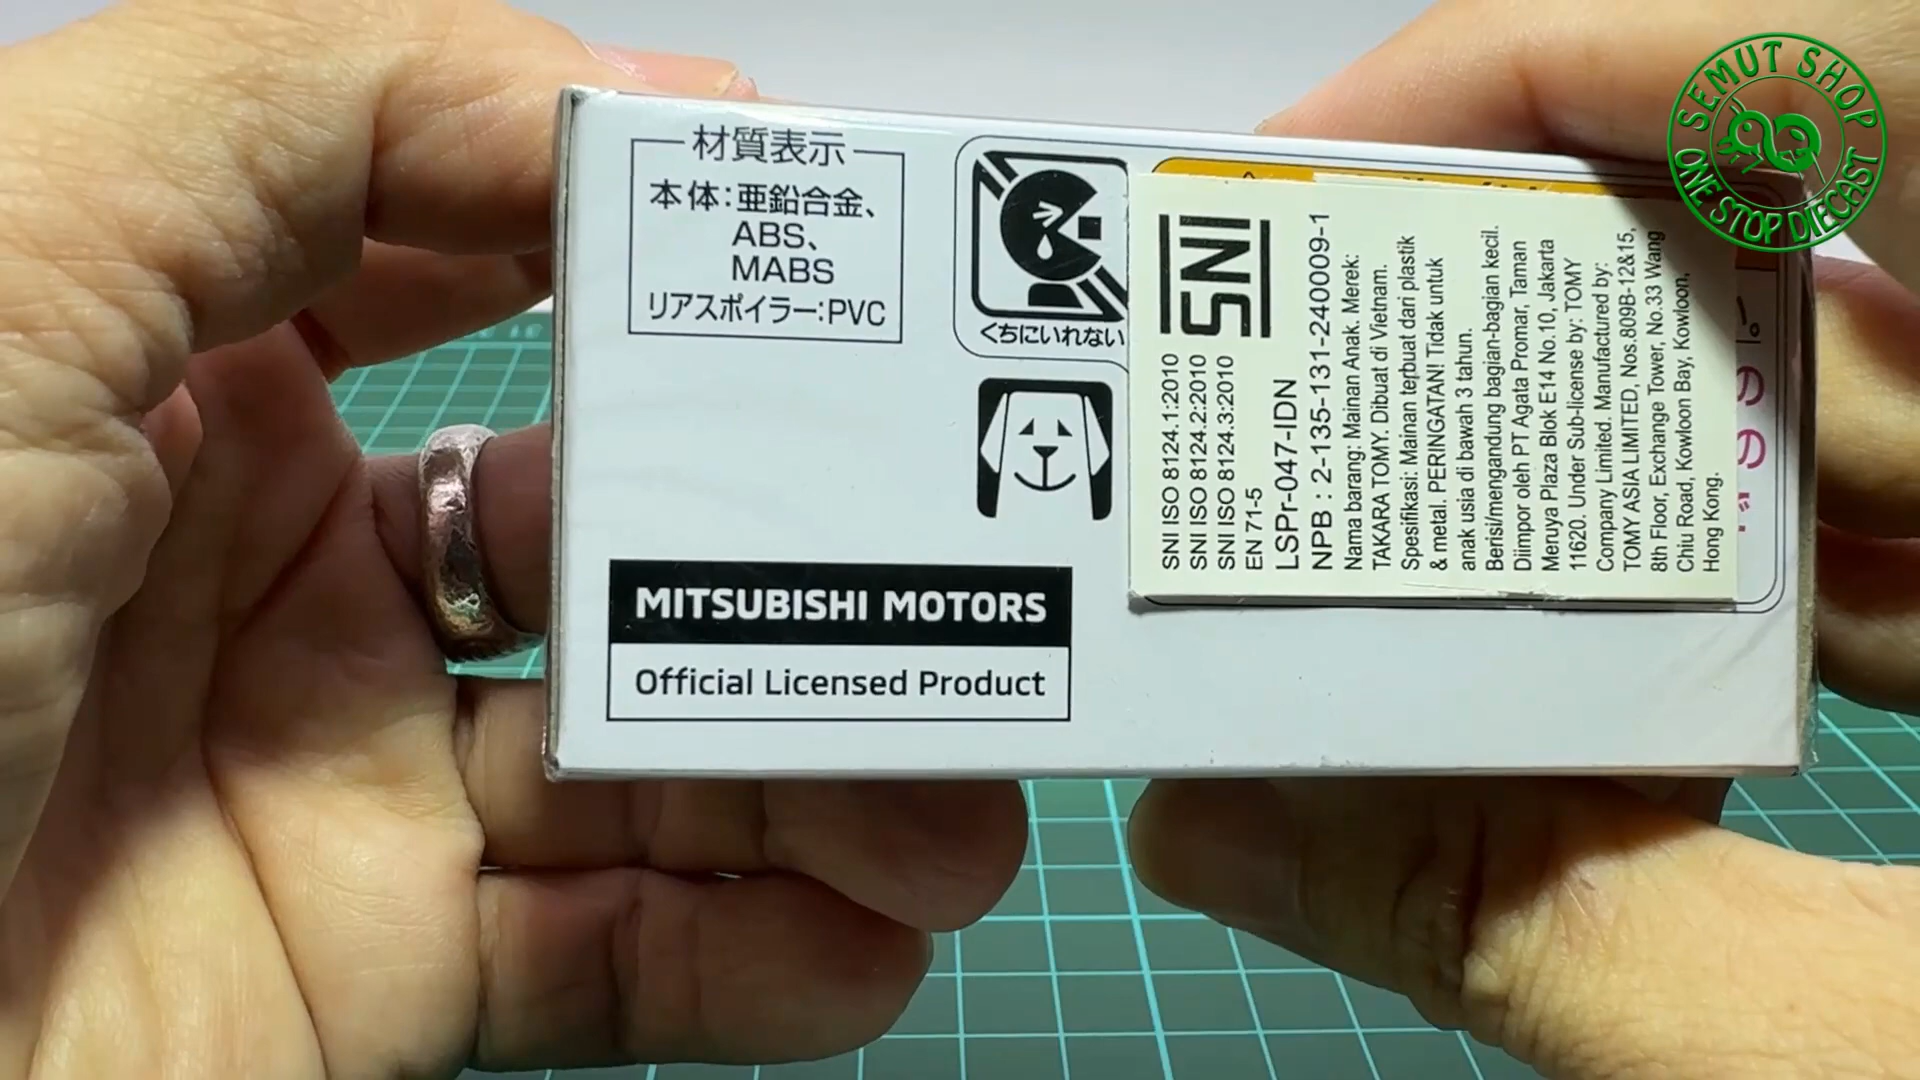 材質表示
本体：亜鉛合金、
ABS、
MABS
リアスポイラー：PVC
くちにいれない
MITSUBISHI MOTORS
Official Licensed Product
SNI
SNI ISO 8124.1:2010
SNI ISO 8124.2:2010
SNI ISO 8124.3:2010
EN 71-5
LSPr-047-IDN
NPB : 2-135-131-240009-1
Nama barang: Mainan Anak. Merek:
TAKARA TOMY. Dibuat di Vietnam.
Spesifikasi: Mainan terbuat dari plastik
& metal. PERINGATAN! Tidak untuk
anak usia di bawah 3 tahun.
Berisi/mengandung bagian-bagian kecil.
Diimpor oleh PT Agata Promar, Taman
Meruya Plaza Blok E14 No. 10, Jakarta
11620. Under Sub-license by: TOMY
Company Limited. Manufactured by:
TOMY ASIA LIMITED, Nos.809B-12&15,
8th Floor, Exchange Tower, No.33 Wang
Chiu Road, Kowloon Bay, Kowloon,
Hong Kong.
SEMUT SHOP
ONE STOP DIECAST